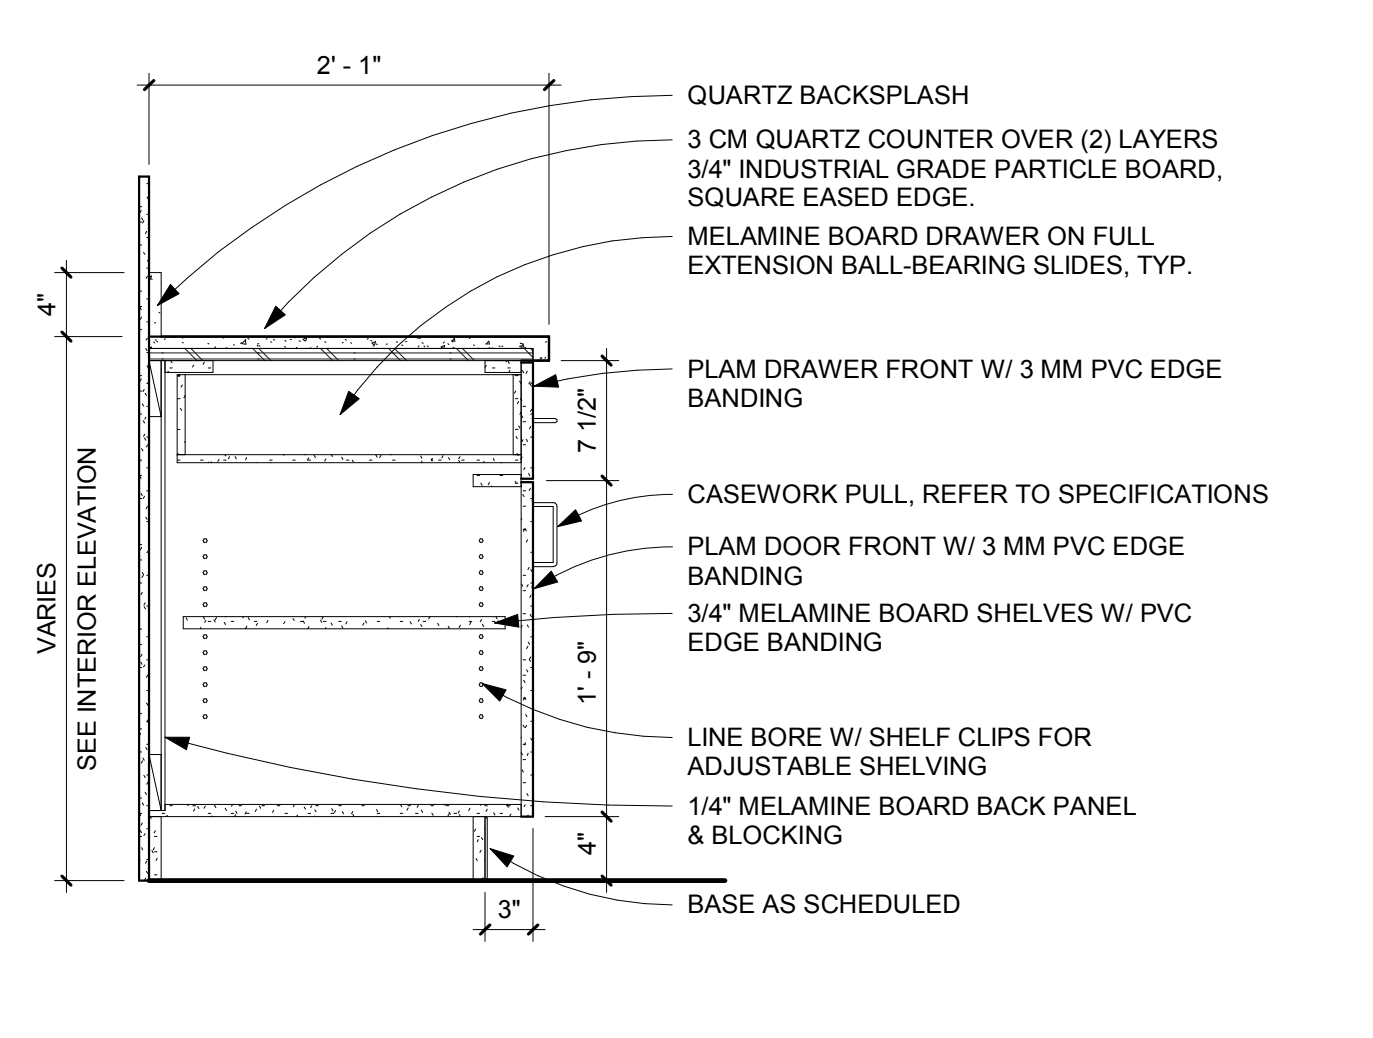 2' - 1"
QUARTZ BACKSPLASH
3 CM QUARTZ COUNTER OVER (2) LAYERS
3/4" INDUSTRIAL GRADE PARTICLE BOARD,
SQUARE EASED EDGE.
MELAMINE BOARD DRAWER ON FULL
EXTENSION BALL-BEARING SLIDES, TYP.
4"
PLAM DRAWER FRONT W/ 3 MM PVC EDGE
BANDING
7 1/2"
CASEWORK PULL, REFER TO SPECIFICATIONS
PLAM DOOR FRONT W/ 3 MM PVC EDGE
BANDING
VARIES
SEE INTERIOR ELEVATION
3/4" MELAMINE BOARD SHELVES W/ PVC
EDGE BANDING
1' - 9"
LINE BORE W/ SHELF CLIPS FOR
ADJUSTABLE SHELVING
1/4" MELAMINE BOARD BACK PANEL
& BLOCKING
4"
BASE AS SCHEDULED
3"